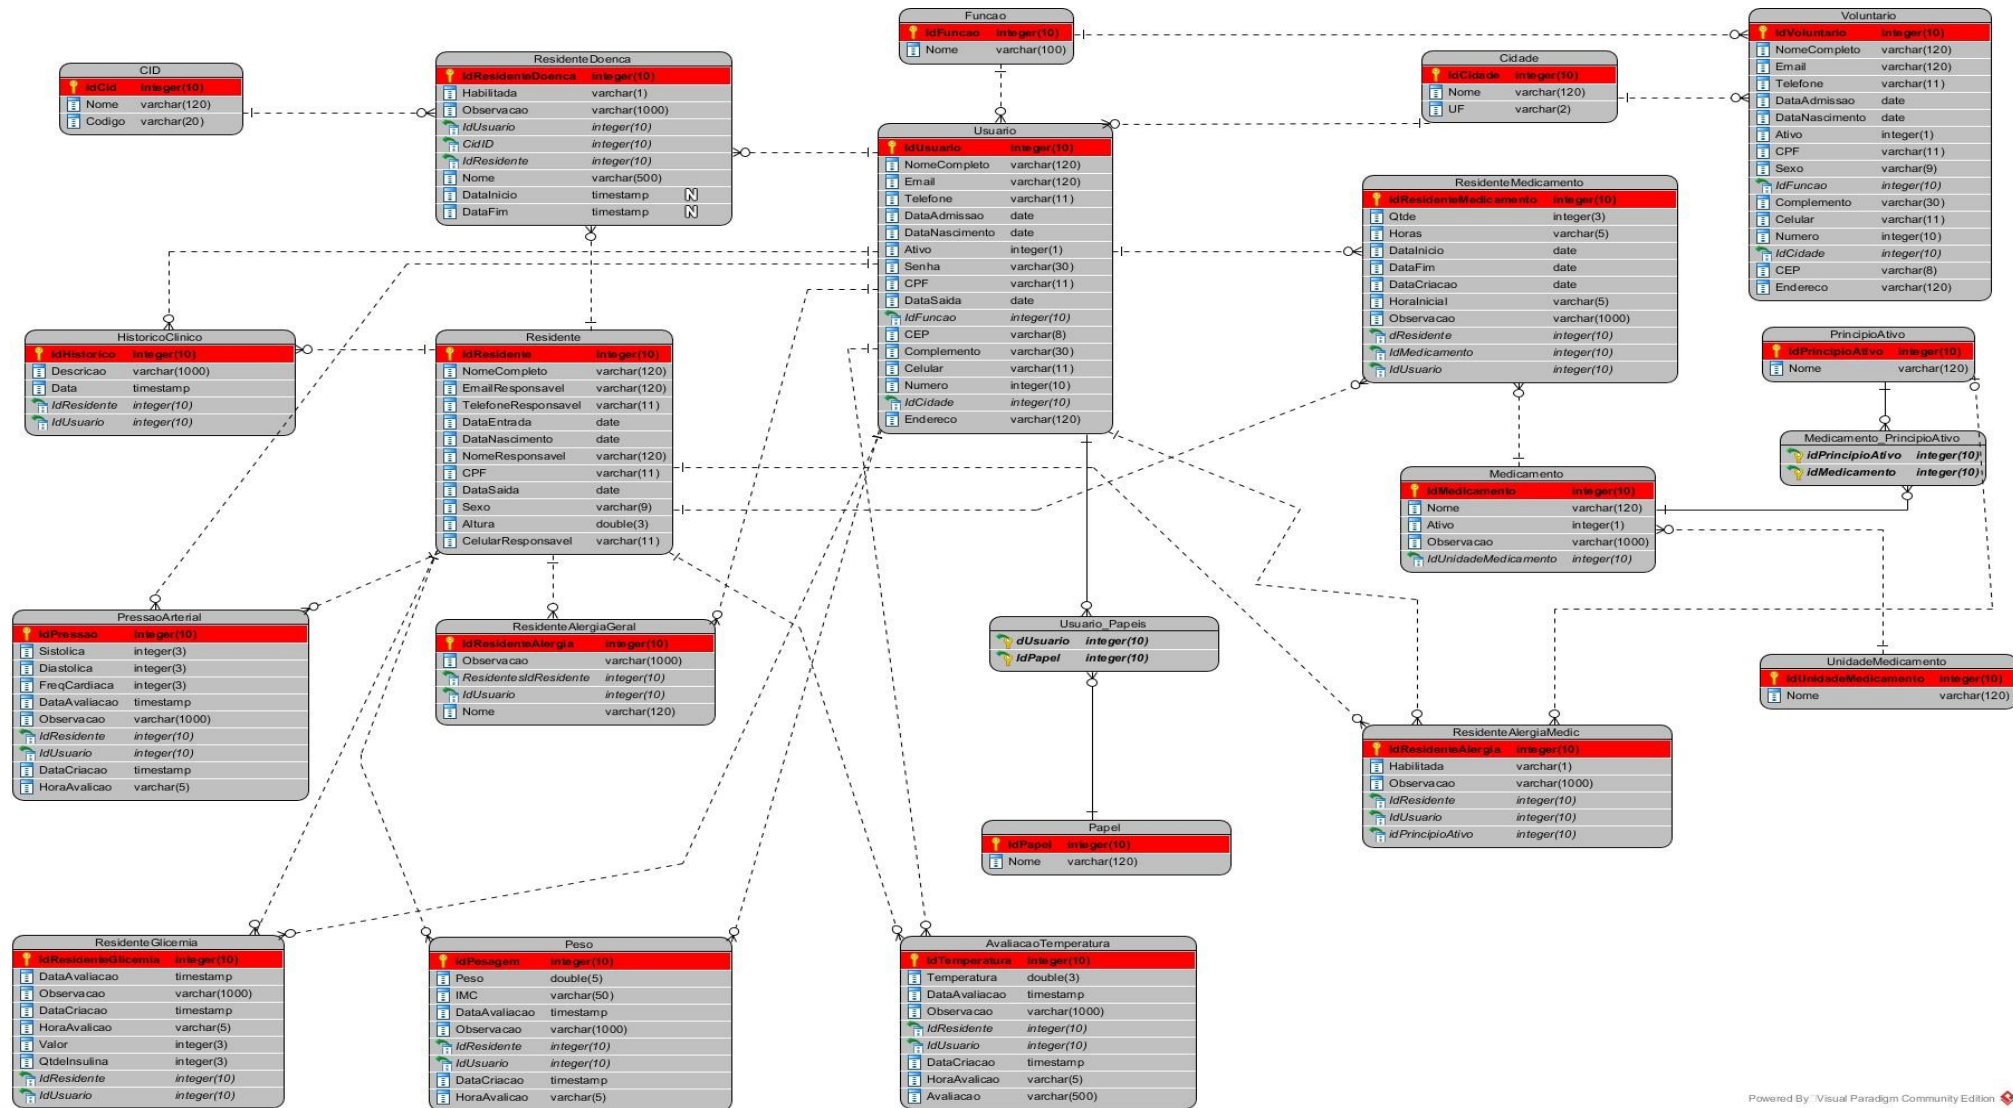 CID
IdCid integer(10)
Nome varchar(120)
Codigo varchar(20)
ResidenteDoenca
IdResidenteDoenca integer(10)
Habilitada varchar(1)
Observacao varchar(1000)
IdUsuario integer(10)
CidID integer(10)
IdResidente integer(10)
Nome varchar(500)
DataInicio timestamp N
DataFim timestamp N
Funcao
IdFuncao integer(10)
Nome varchar(100)
Cidade
IdCidade integer(10)
Nome varchar(120)
UF varchar(2)
Voluntario
IdVoluntario integer(10)
NomeCompleto varchar(120)
Email varchar(120)
Telefone varchar(11)
DataAdmissao date
DataNascimento date
Ativo integer(1)
CPF varchar(11)
Sexo varchar(9)
IdFuncao integer(10)
Complemento varchar(30)
Celular varchar(11)
Numero integer(10)
IdCidade integer(10)
CEP varchar(8)
Endereco varchar(120)
Usuario
IdUsuario integer(10)
NomeCompleto varchar(120)
Email varchar(120)
Telefone varchar(11)
DataAdmissao date
DataNascimento date
Ativo integer(1)
Senha varchar(30)
CPF varchar(11)
DataSaida date
IdFuncao integer(10)
CEP varchar(8)
Complemento varchar(30)
Celular varchar(11)
Numero integer(10)
IdCidade integer(10)
Endereco varchar(120)
ResidenteMedicamento
IdResidenteMedicamento integer(10)
Qtde integer(3)
Horas varchar(5)
DataInicio date
DataFim date
DataCriacao date
HoraInicial varchar(5)
Observacao varchar(1000)
dResidente integer(10)
IdMedicamento integer(10)
IdUsuario integer(10)
HistoricoClinico
IdHistorico integer(10)
Descricao varchar(1000)
Data timestamp
IdResidente integer(10)
IdUsuario integer(10)
Residente
IdResidente integer(10)
NomeCompleto varchar(120)
EmailResponsavel varchar(120)
TelefoneResponsavel varchar(11)
DataEntrada date
DataNascimento date
NomeResponsavel varchar(120)
CPF varchar(11)
DataSaida date
Sexo varchar(9)
Altura double(3)
CelularResponsavel varchar(11)
PrincipioAtivo
IdPrincipioAtivo integer(10)
Nome varchar(120)
Medicamento_PrincipioAtivo
idPrincipioAtivo integer(10)
idMedicamento integer(10)
Medicamento
IdMedicamento integer(10)
Nome varchar(120)
Ativo integer(1)
Observacao varchar(1000)
IdUnidadeMedicamento integer(10)
PressaoArterial
IdPressao integer(10)
Sistolica integer(3)
Diastolica integer(3)
FreqCardiaca integer(3)
DataAvaliacao timestamp
Observacao varchar(1000)
IdResidente integer(10)
IdUsuario integer(10)
DataCriacao timestamp
HoraAvalicao varchar(5)
ResidenteAlergiaGeral
IdResidenteAlergia integer(10)
Observacao varchar(1000)
ResidentesIdResidente integer(10)
IdUsuario integer(10)
Nome varchar(120)
Usuario_Papeis
dUsuario integer(10)
IdPapel integer(10)
UnidadeMedicamento
IdUnidadeMedicamento integer(10)
Nome varchar(120)
ResidenteAlergiaMedic
IdResidenteAlergia integer(10)
Habilitada varchar(1)
Observacao varchar(1000)
IdResidente integer(10)
IdUsuario integer(10)
idPrincipioAtivo integer(10)
Papel
IdPapel integer(10)
Nome varchar(120)
ResidenteGlicemia
IdResidenteGlicemia integer(10)
DataAvaliacao timestamp
Observacao varchar(1000)
DataCriacao timestamp
HoraAvalicao varchar(5)
Valor integer(3)
QtdeInsulina integer(3)
IdResidente integer(10)
IdUsuario integer(10)
Peso
IdPesagem integer(10)
Peso double(5)
IMC varchar(50)
DataAvaliacao timestamp
Observacao varchar(1000)
IdResidente integer(10)
IdUsuario integer(10)
DataCriacao timestamp
HoraAvalicao varchar(5)
AvaliacaoTemperatura
IdTemperatura integer(10)
Temperatura double(3)
DataAvaliacao timestamp
Observacao varchar(1000)
IdResidente integer(10)
IdUsuario integer(10)
DataCriacao timestamp
HoraAvalicao varchar(5)
Avaliacao varchar(500)
Powered By Visual Paradigm Community Edition